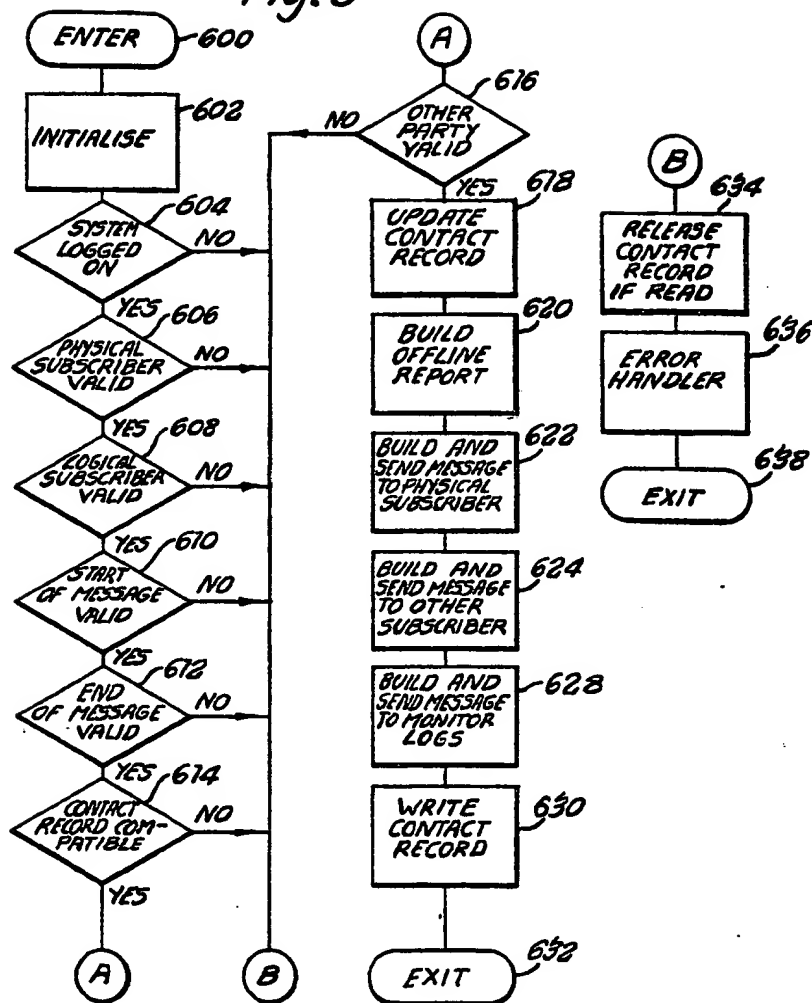 ENTER
600
INITIALISE
602
SYSTEM
LOGGED
ON
604
NO
YES
PHYSICAL
SUBSCRIBER
VALID
606
NO
YES
LOGICAL
SUBSCRIBER
VALID
608
NO
YES
START
OF MESSAGE
VALID
610
NO
YES
END
OF MESSAGE
VALID
612
NO
YES
CONTACT
RECORD COM-
PATIBLE
614
NO
YES
A
B
A
OTHER
PARTY
VALID
616
NO
YES
UPDATE
CONTACT
RECORD
618
BUILD
OFFLINE
REPORT
620
BUILD AND
SEND MESSAGE
TO PHYSICAL
SUBSCRIBER
622
BUILD AND
SEND MESSAGE
TO OTHER
SUBSCRIBER
624
BUILD AND
SEND MESSAGE
TO MONITOR
LOGS
628
WRITE
CONTACT
RECORD
630
EXIT
632
B
RELEASE
CONTACT
RECORD
IF READ
634
ERROR
HANDLER
636
EXIT
638